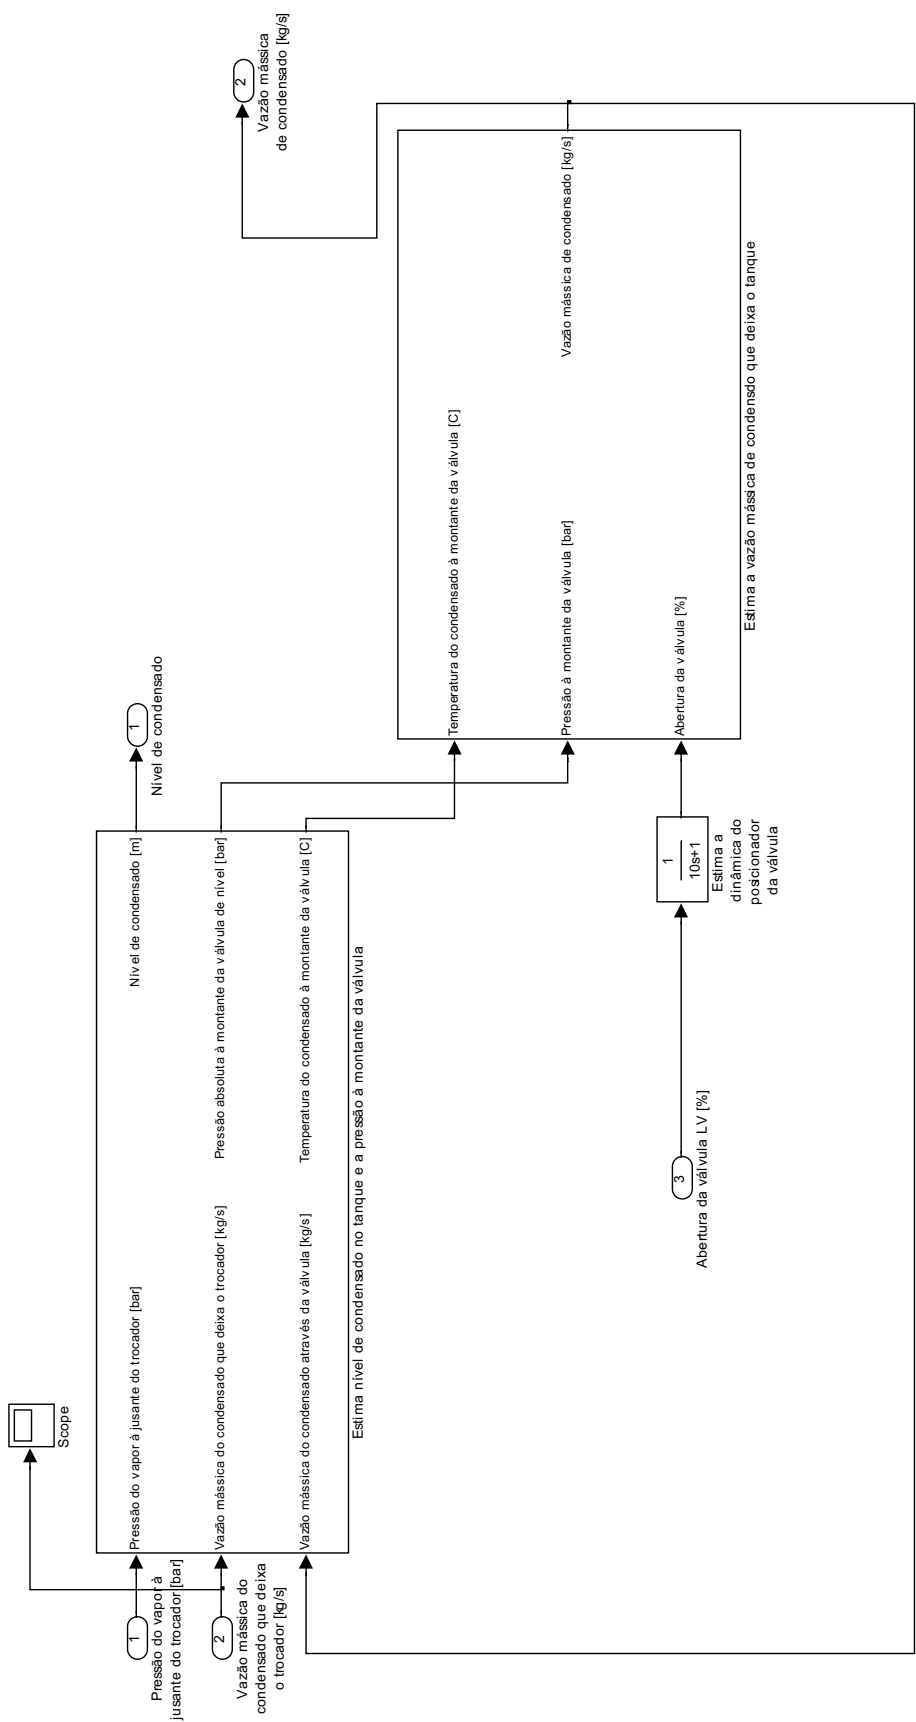 Scope
1
Pressão do vapor à
jusante do trocador [bar]
2
Vazão mássica do
condensado que deixa
o trocador [kg/s]
Pressão do vapor à jusante do trocador [bar]
Vazão mássica do condensado que deixa o trocador [kg/s]
Vazão mássica do condensado através da válvula [kg/s]
Nível de condensado [m]
Pressão absoluta à montante da válvula de nível [bar]
Temperatura do condensado à montante da válvula [C]
Estima nível de condensado no tanque e a pressão à montante da válvula
1
Nível de condensado
3
Abertura da válvula LV [%]
1
10s+1
Estima a
dinâmica do
posicionador
da válvula
Temperatura do condensado à montante da válvula [C]
Pressão à montante da válvula [bar]
Abertura da válvula [%]
Vazão mássica de condensado [kg/s]
Estima a vazão mássica de condensdo que deixa o tanque
2
Vazão mássica
de condensado [kg/s]